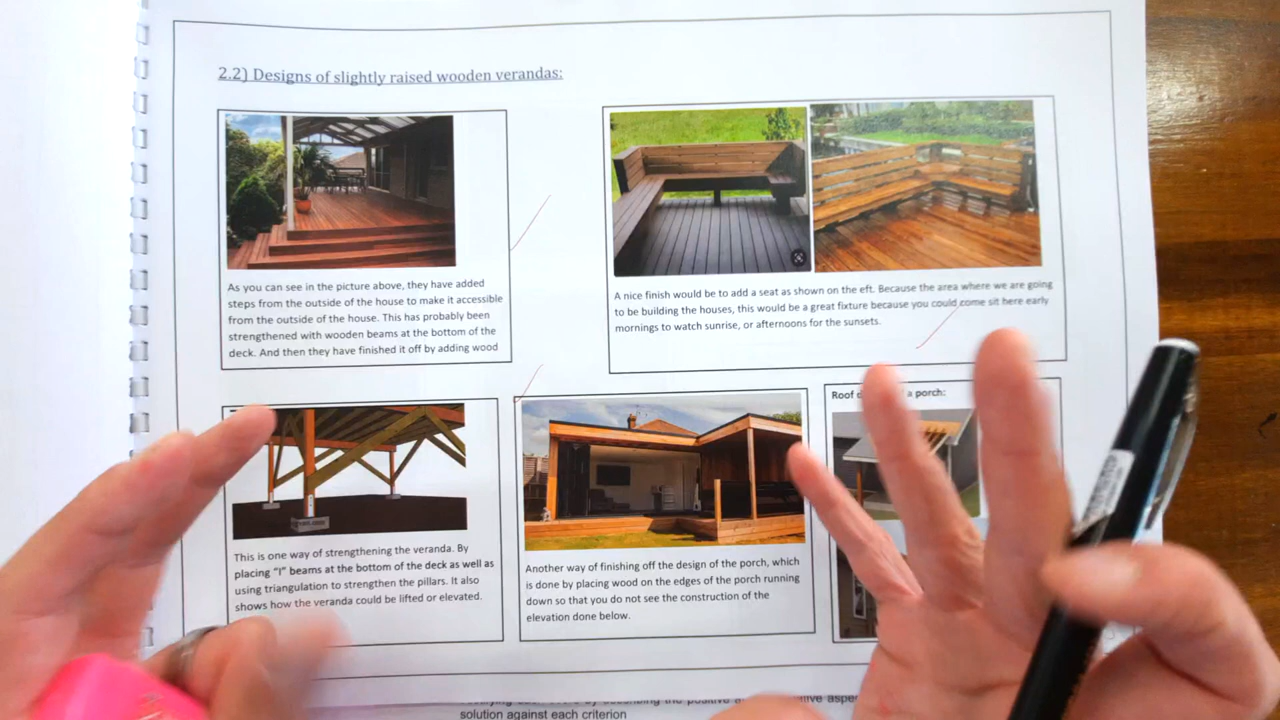 2.2) Designs of slightly raised wooden verandas:
As you can see in the picture above, they have added
steps from the outside of the house to make it accessible
from the outside of the house. This has probably been
strengthened with wooden beams at the bottom of the
deck. And then they have finished it off by adding wood
A nice finish would be to add a seat as shown on the eft. Because the area where we are going
to be building the houses, this would be a great fixture because you could come sit here early
mornings to watch sunrise, or afternoons for the sunsets.
This is one way of strengthening the veranda. By
placing "I" beams at the bottom of the deck as well as
using triangulation to strengthen the pillars. It also
shows how the veranda could be lifted or elevated.
Another way of finishing off the design of the porch, which
is done by placing wood on the edges of the porch running
down so that you do not see the construction of the
elevation done below.
Roof a porch:
the positive
solution against each criterion